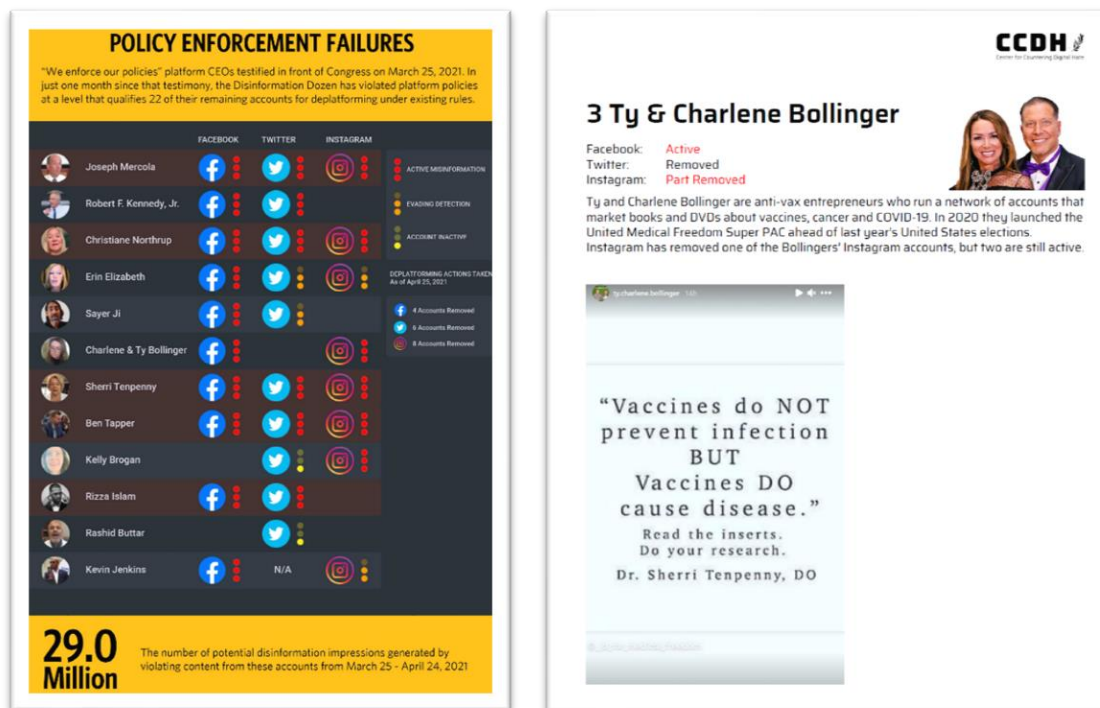 POLICY ENFORCEMENT FAILURES
"We enforce our policies" platform CEOs testified in front of Congress on March 25, 2021. In
just one month since that testimony, the Disinformation Dozen has violated platform policies
at a level that qualifies 22 of their remaining accounts for deplatforming under existing rules.
FACEBOOK TWITTER INSTAGRAM
Joseph Mercola
Robert F. Kennedy, Jr.
Christiane Northrup
Erin Elizabeth
Sayer Ji
Charlene & Ty Bollinger
Sherri Tenpenny
Ben Tapper
Kelly Brogan
Rizza Islam
Rashid Buttar
Kevin Jenkins
N/A
ACTIVE MISINFORMATION
EVADING DETECTION
ACCOUNT INACTIVE
DEPLATFORMING ACTIONS TAKEN
As of April 25, 2021
4 Accounts Removed
6 Accounts Removed
8 Accounts Removed
29.0
Million
The number of potential disinformation impressions generated by
violating content from these accounts from March 25 - April 24, 2021
CCDH
Center for Countering Digital Hate
3 Ty & Charlene Bollinger
Facebook: Active
Twitter: Removed
Instagram: Part Removed
Ty and Charlene Bollinger are anti-vax entrepreneurs who run a network of accounts that
market books and DVDs about vaccines, cancer and COVID-19. In 2020 they launched the
United Medical Freedom Super PAC ahead of last year's United States elections.
Instagram has removed one of the Bollingers' Instagram accounts, but two are still active.
ty.charlene.bollinger
"Vaccines do NOT
prevent infection
BUT
Vaccines DO
cause disease."
Read the inserts.
Do your research.
Dr. Sherri Tenpenny, DO